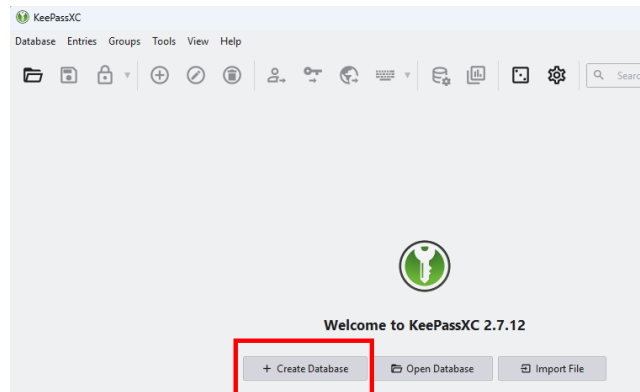 KeePassXC
Database Entries Groups Tools View Help
Searc
Welcome to KeePassXC 2.7.12
+ Create Database Open Database Import File